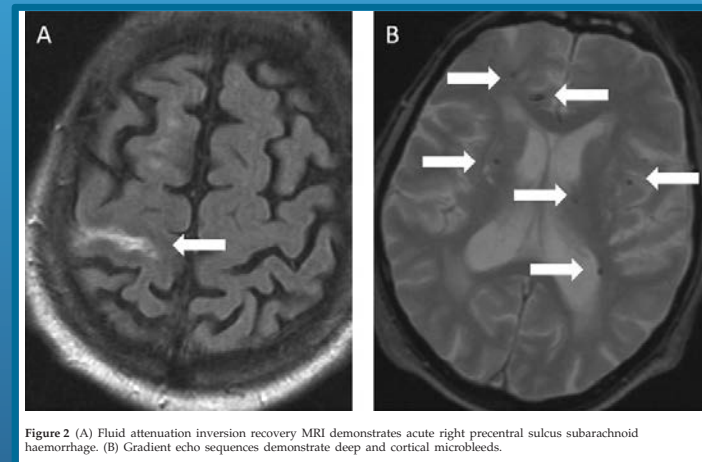 A
B
Figure 2 (A) Fluid attenuation inversion recovery MRI demonstrates acute right precentral sulcus subarachnoid
haemorrhage. (B) Gradient echo sequences demonstrate deep and cortical microbleeds.